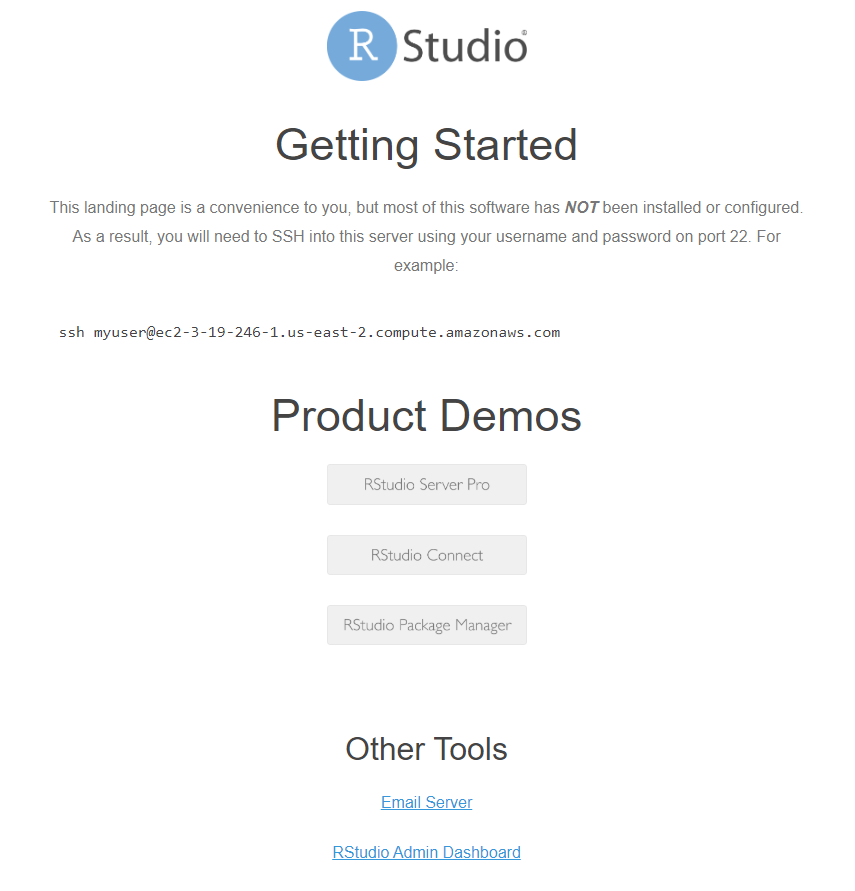 R Studio®
Getting Started
This landing page is a convenience to you, but most of this software has NOT been installed or configured.
As a result, you will need to SSH into this server using your username and password on port 22. For
example:
ssh myuser@ec2-3-19-246-1.us-east-2.compute.amazonaws.com
Product Demos
RStudio Server Pro
RStudio Connect
RStudio Package Manager
Other Tools
Email Server
RStudio Admin Dashboard